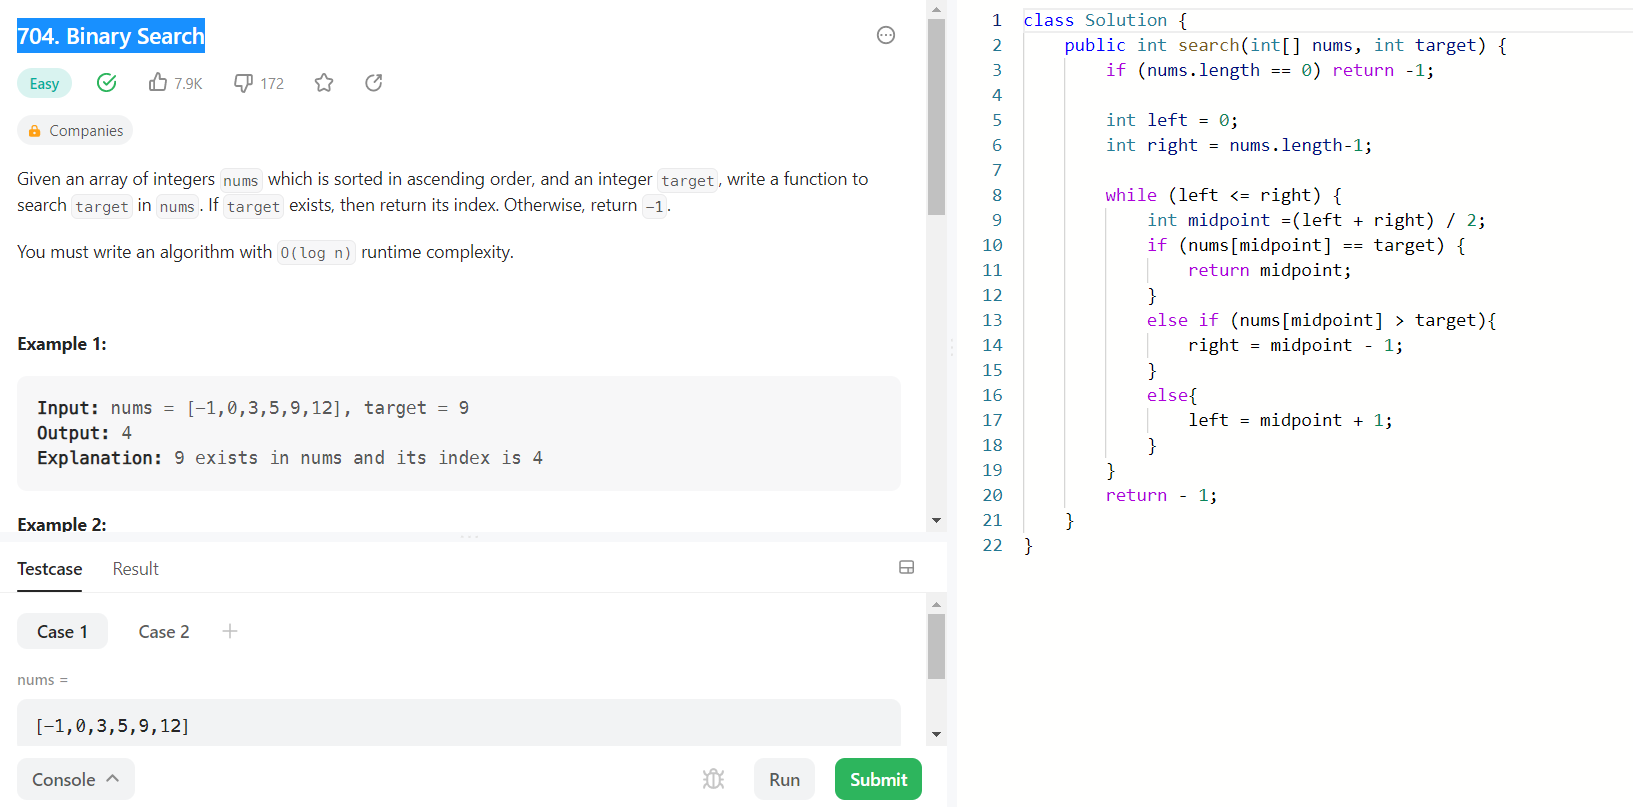 704. Binary Search
Easy 7.9K 172
Companies
Given an array of integers nums which is sorted in ascending order, and an integer target, write a function to
search target in nums. If target exists, then return its index. Otherwise, return -1.
You must write an algorithm with O(log n) runtime complexity.
Example 1:
Input: nums = [-1,0,3,5,9,12], target = 9
Output: 4
Explanation: 9 exists in nums and its index is 4
Example 2:
Testcase Result
Case 1 Case 2 +
nums =
[-1,0,3,5,9,12]
Console Run Submit
1 class Solution {
2     public int search(int[] nums, int target) {
3         if (nums.length == 0) return -1;
4
5         int left = 0;
6         int right = nums.length-1;
7
8         while (left <= right) {
9             int midpoint =(left + right) / 2;
10             if (nums[midpoint] == target) {
11                 return midpoint;
12             }
13             else if (nums[midpoint] > target){
14                 right = midpoint - 1;
15             }
16             else{
17                 left = midpoint + 1;
18             }
19         }
20         return - 1;
21     }
22 }